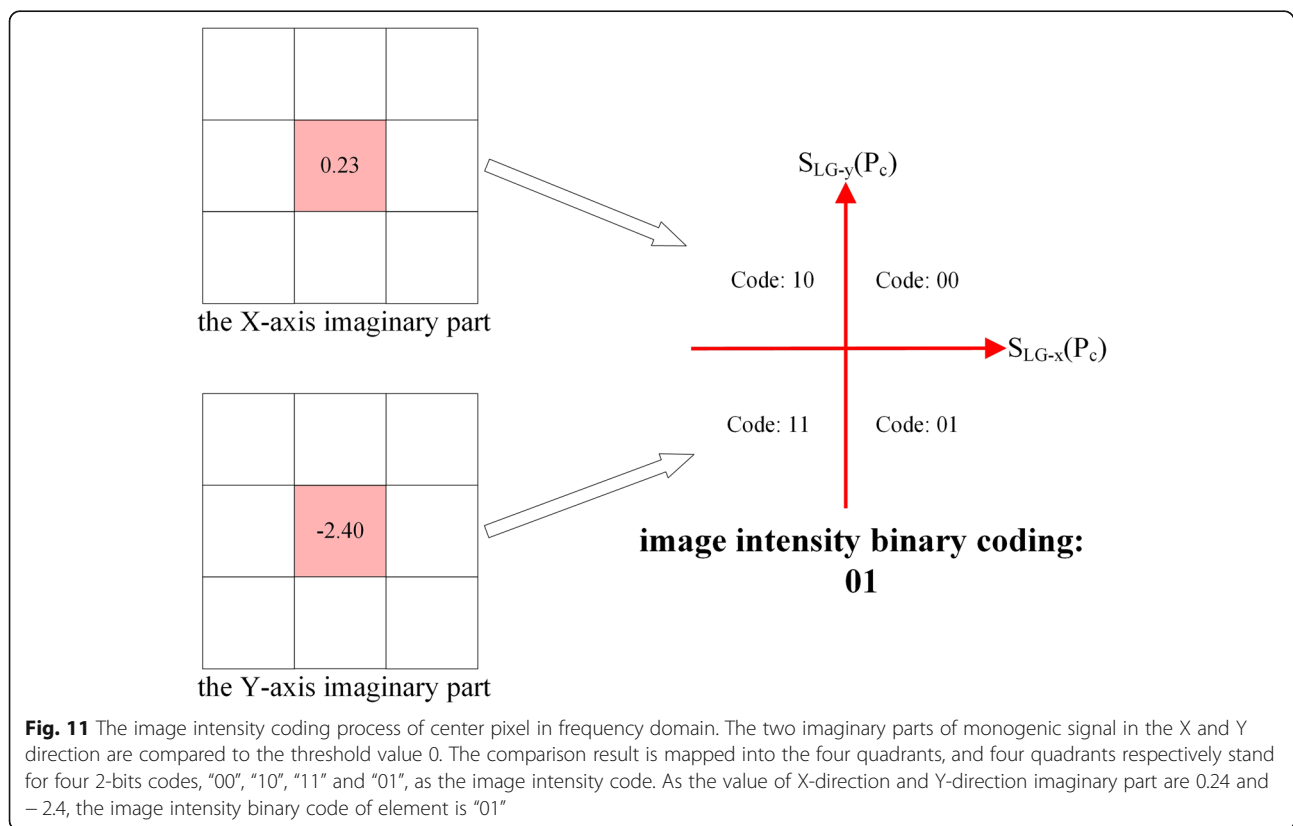 0.23
the X-axis imaginary part
-2.40
the Y-axis imaginary part
S_LG-y(P_c)
Code: 10
Code: 00
S_LG-x(P_c)
Code: 11
Code: 01
image intensity binary coding:
01
Fig. 11 The image intensity coding process of center pixel in frequency domain. The two imaginary parts of monogenic signal in the X and Y
direction are compared to the threshold value 0. The comparison result is mapped into the four quadrants, and four quadrants respectively stand
for four 2-bits codes, “00”, “10”, “11” and “01”, as the image intensity code. As the value of X-direction and Y-direction imaginary part are 0.24 and
− 2.4, the image intensity binary code of element is “01”